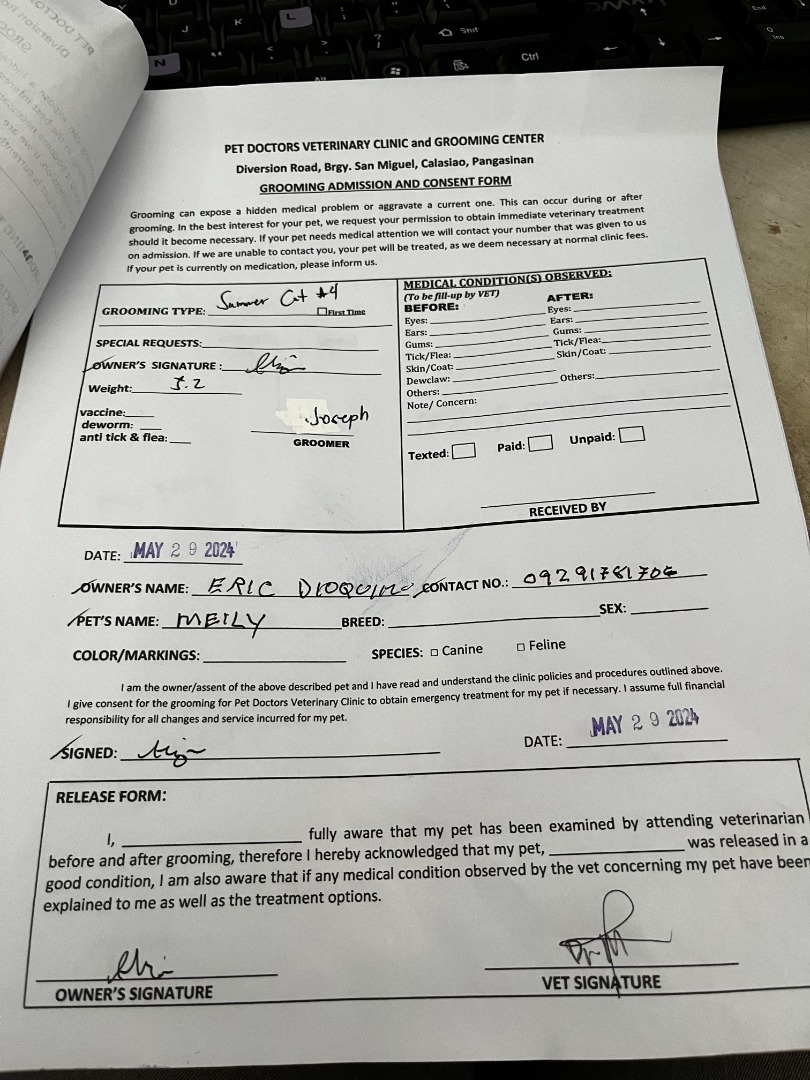 PET DOCTORS VETERINARY CLINIC and GROOMING CENTER
Diversion Road, Brgy. San Miguel, Calasiao, Pangasinan
GROOMING ADMISSION AND CONSENT FORM
Grooming can expose a hidden medical problem or aggravate a current one. This can occur during or after
grooming. In the best interest for your pet, we request your permission to obtain immediate veterinary treatment
should it become necessary. If your pet needs medical attention we will contact your number that was given to us
on admission. If we are unable to contact you, your pet will be treated, as we deem necessary at normal clinic fees.
If your pet is currently on medication, please inform us.
GROOMING TYPE: Summer Cut #4
First Time
SPECIAL REQUESTS:
OWNER'S SIGNATURE :
Weight: 5.2
vaccine:
deworm:
anti tick & flea:
Joseph
GROOMER
MEDICAL CONDITION(S) OBSERVED:
(To be fill-up by VET)
BEFORE: AFTER:
Eyes: Eyes:
Ears: Ears:
Gums: Gums:
Tick/Flea: Tick/Flea:
Skin/Coat: Skin/Coat:
Dewclaw:
Others: Others:
Note/ Concern:
Texted: Paid: Unpaid:
RECEIVED BY
DATE: MAY 29 2024
OWNER'S NAME: ERIC DIOQUINO CONTACT NO.: 09291781706
PET'S NAME: MEILY BREED: SEX:
COLOR/MARKINGS: SPECIES: Canine Feline
I am the owner/assent of the above described pet and I have read and understand the clinic policies and procedures outlined above.
I give consent for the grooming for Pet Doctors Veterinary Clinic to obtain emergency treatment for my pet if necessary. I assume full financial
responsibility for all changes and service incurred for my pet.
SIGNED: DATE: MAY 29 2024
RELEASE FORM:
I, fully aware that my pet has been examined by attending veterinarian
before and after grooming, therefore I hereby acknowledged that my pet, was released in a
good condition, I am also aware that if any medical condition observed by the vet concerning my pet have been
explained to me as well as the treatment options.
OWNER'S SIGNATURE VET SIGNATURE